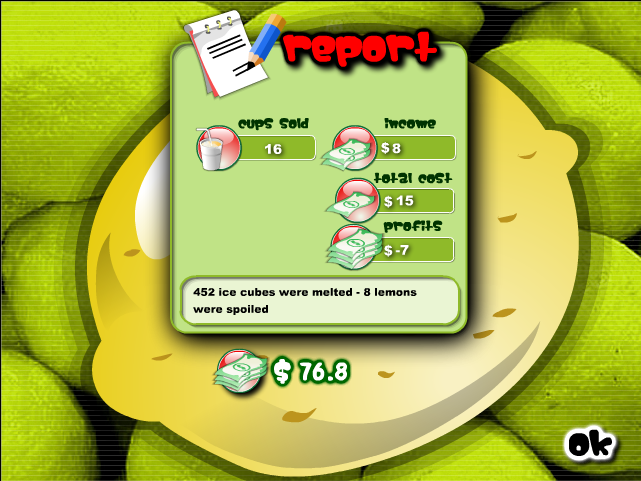 report
cups sold
16
income
$ 8
total cost
$ 15
profits
$ -7
452 ice cubes were melted - 8 lemons
were spoiled
$ 76.8
ok